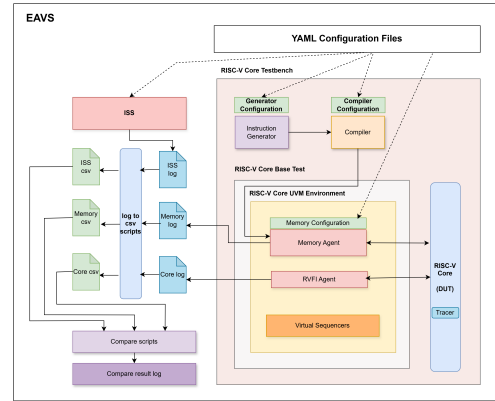 EAVS
YAML Configuration Files
RISC-V Core Testbench
ISS
Generator
Configuration
Compiler
Configuration
Instruction
Generator
Compiler
ISS
csv
ISS
log
RISC-V Core Base Test
RISC-V Core UVM Environment
Memory
csv
log to
csv
scripts
Memory
log
Memory Configuration
Memory Agent
RISC-V
Core
(DUT)
Core csv
Core log
RVFI Agent
Tracer
Virtual Sequencers
Compare scripts
Compare result log